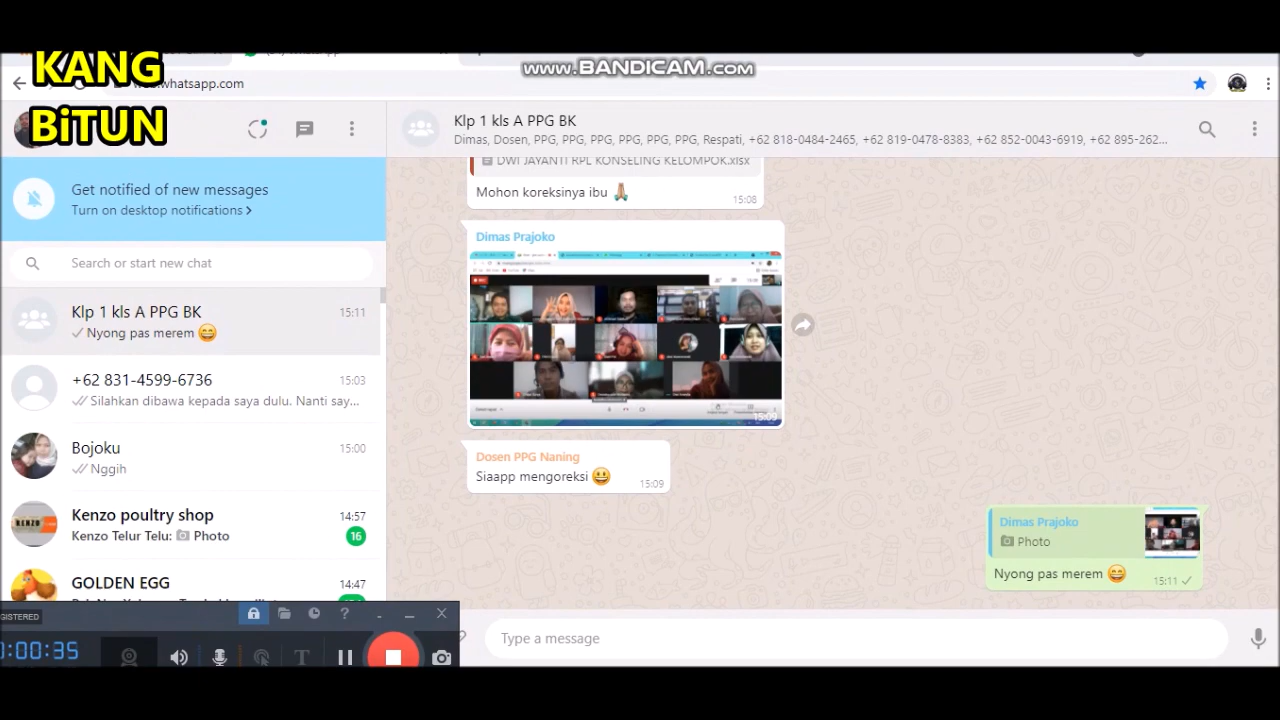 KANG
BiTUN
www.BANDICAM.com
web.whatsapp.com
Get notified of new messages
Turn on desktop notifications >
Search or start new chat
Klp 1 kls A PPG BK 15:11
Nyong pas merem 😄
+62 831-4599-6736 15:03
Silahkan dibawa kepada saya dulu. Nanti say...
Bojoku 15:00
Nggih
Kenzo poultry shop 14:57
Kenzo Telur Telu: Photo 16
GOLDEN EGG 14:47
GISTERED
0:00:35
Klp 1 kls A PPG BK
Dimas, Dosen, PPG, PPG, PPG, PPG, PPG, PPG, Respati, +62 818-0484-2465, +62 819-0478-8383, +62 852-0043-6919, +62 895-262...
DWI JAYANTI RPL KONSELING KELOMPOK.xlsx
Mohon koreksinya ibu 🙏🏼
15:08
Dimas Prajoko
15:09
Dosen PPG Naning
Siaapp mengoreksi 😃
15:09
Dimas Prajoko
Photo
Nyong pas merem 😄
15:11
Type a message